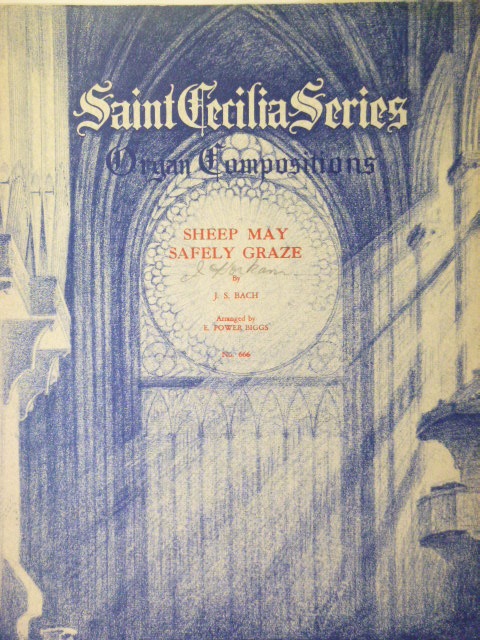 Saint Cecilia Series
Organ Compositions
SHEEP MAY
SAFELY GRAZE
By
J. S. BACH
Arranged by
E. POWER BIGGS
No. 666